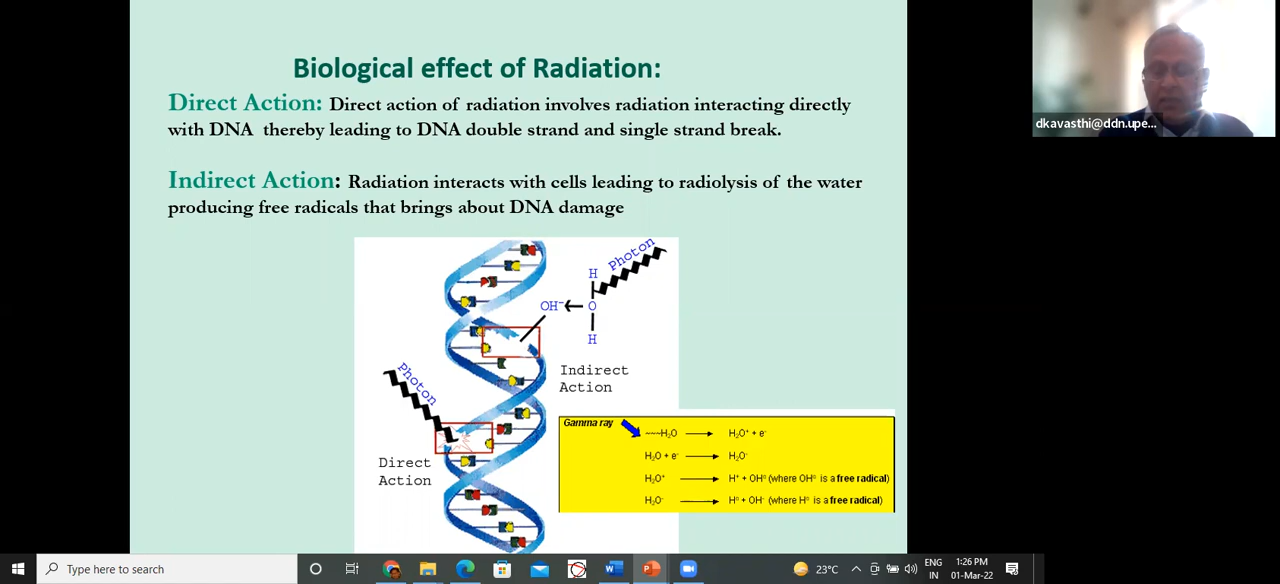 Biological effect of Radiation:
Direct Action: Direct action of radiation involves radiation interacting directly
with DNA thereby leading to DNA double strand and single strand break.
Indirect Action: Radiation interacts with cells leading to radiolysis of the water
producing free radicals that brings about DNA damage
Photon
H
OH⁻
O
H
Indirect
Action
Photon
Direct
Action
Gamma ray
~~~H₂O → H₂O⁺ + e⁻
H₂O + e⁻ → H₂O⁻
H₂O⁺ → H⁺ + OH⁰ (where OH⁰ is a free radical)
H₂O⁻ → H⁰ + OH⁻ (where H⁰ is a free radical)
dkavasthi@ddn.upe...
Type here to search
23°C
ENG
IN
1:26 PM
01-Mar-22